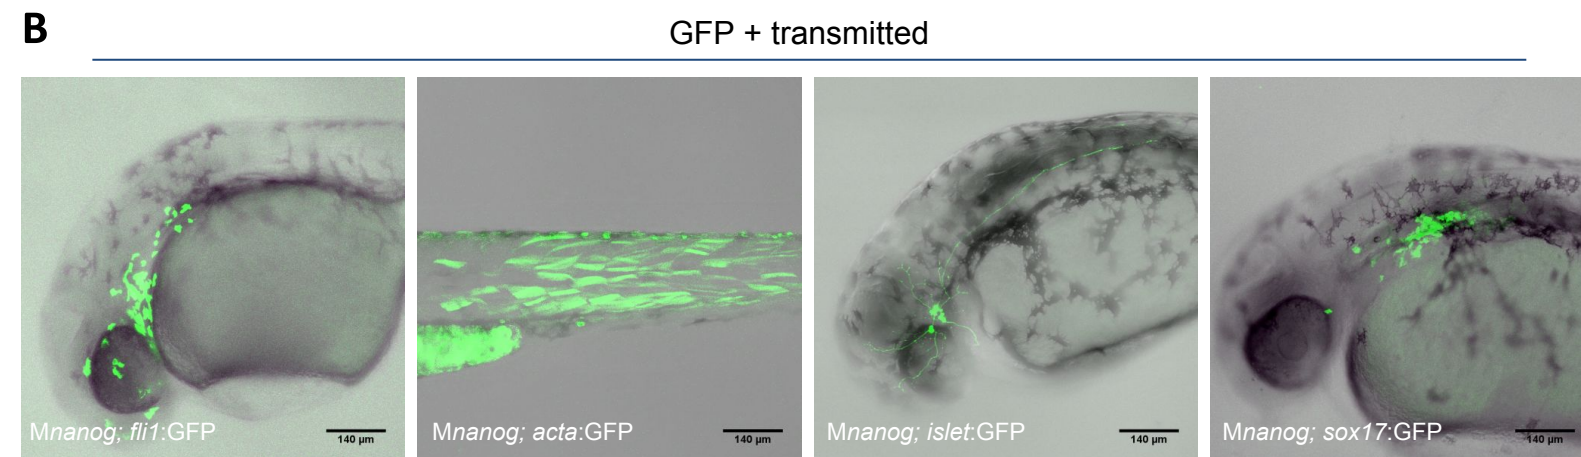 B
GFP + transmitted
Mnanog; fli1:GFP
140 µm
Mnanog; acta:GFP
140 µm
Mnanog; islet:GFP
140 µm
Mnanog; sox17:GFP
140 µm